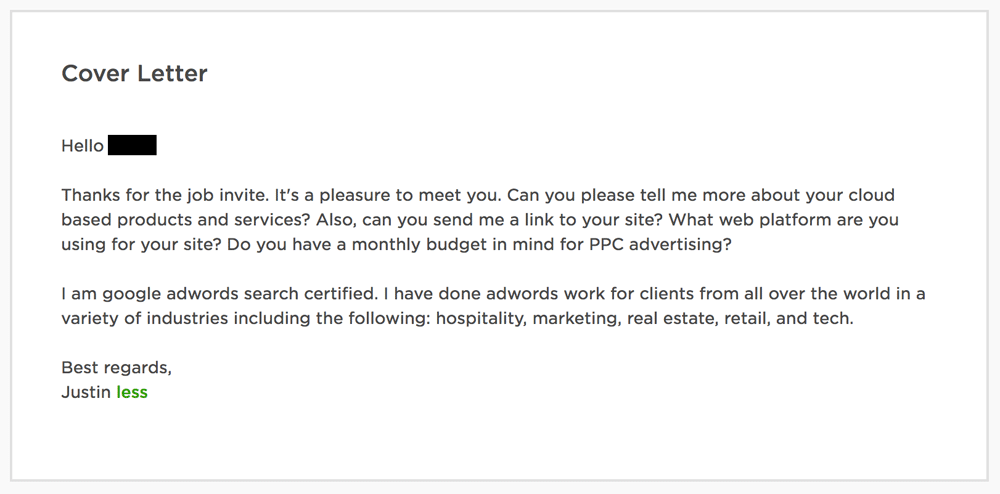 Cover Letter
Hello
Thanks for the job invite. It's a pleasure to meet you. Can you please tell me more about your cloud
based products and services? Also, can you send me a link to your site? What web platform are you
using for your site? Do you have a monthly budget in mind for PPC advertising?
I am google adwords search certified. I have done adwords work for clients from all over the world in a
variety of industries including the following: hospitality, marketing, real estate, retail, and tech.
Best regards,
Justin less